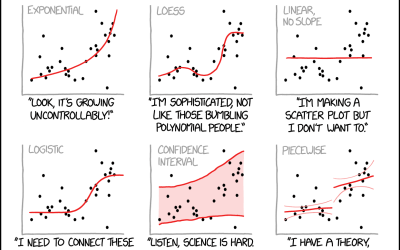 EXPONENTIAL
"LOOK, IT'S GROWING
UNCONTROLLABLY!"
LOESS
"I'M SOPHISTICATED, NOT
LIKE THOSE BUMBLING
POLYNOMIAL PEOPLE."
LINEAR,
NO SLOPE
"I'M MAKING A
SCATTER PLOT BUT
I DON'T WANT TO."
LOGISTIC
"I NEED TO CONNECT THESE
CONFIDENCE
INTERVAL
"LISTEN, SCIENCE IS HARD.
PIECEWISE
"I HAVE A THEORY,